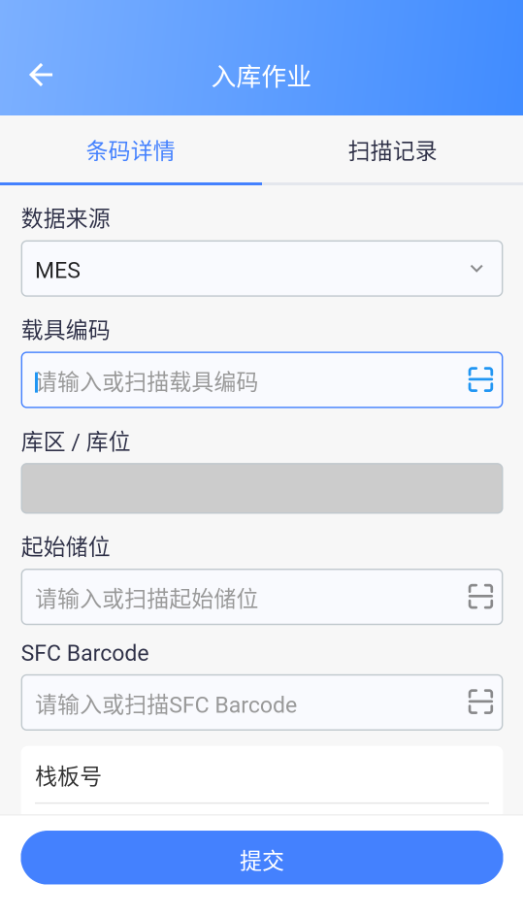 入库作业
条码详情
扫描记录
数据来源
MES
载具编码
请输入或扫描载具编码
库区 / 库位
起始储位
请输入或扫描起始储位
SFC Barcode
请输入或扫描SFC Barcode
栈板号
提交